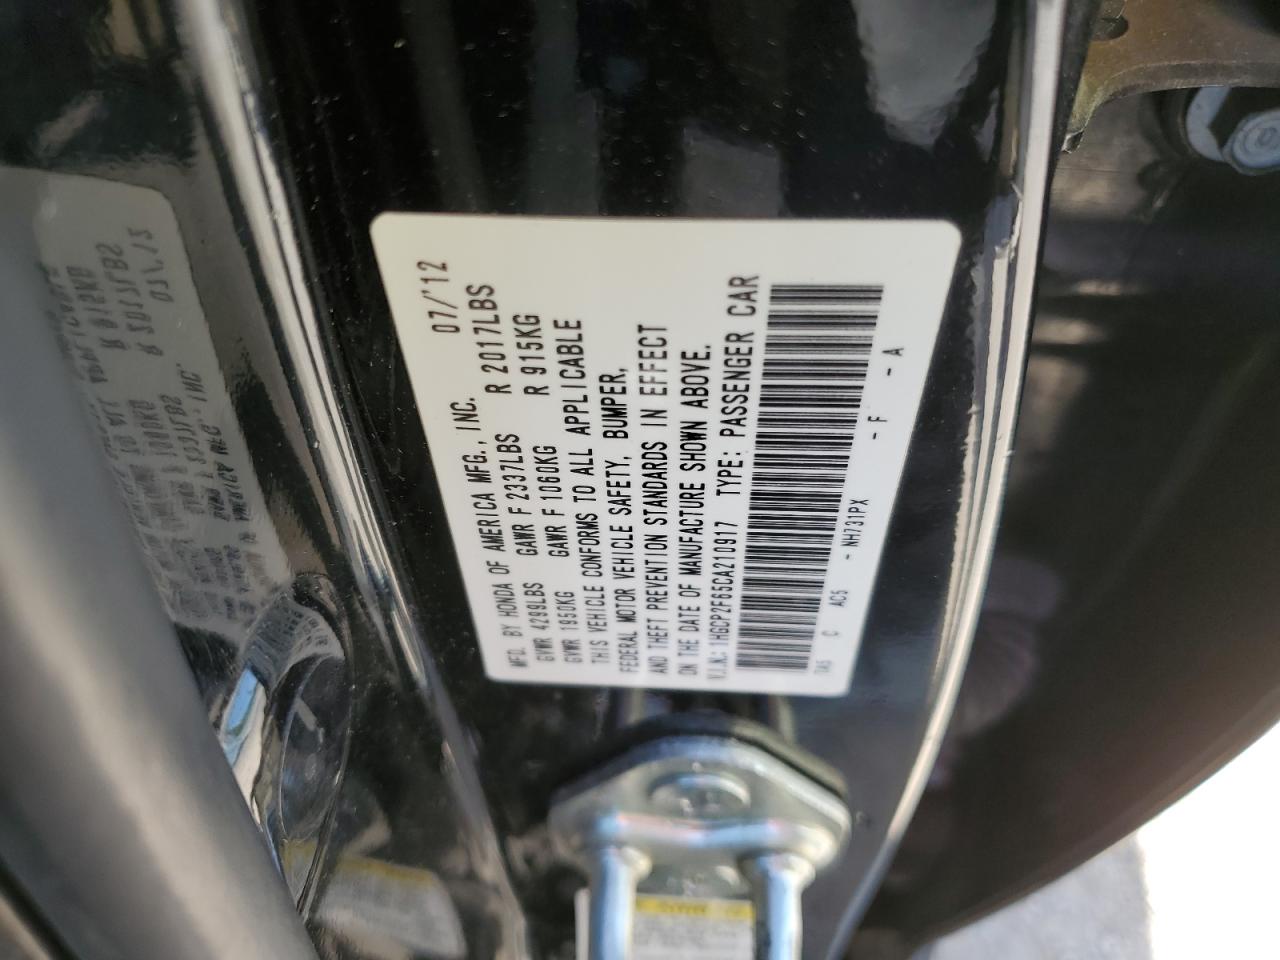 MFD. BY HONDA OF AMERICA MFG., INC. 07/'12
GVWR 4299LBS GAWR F 2337LBS R 2017LBS
GVWR 1950KG GAWR F 1060KG R 915KG
THIS VEHICLE CONFORMS TO ALL APPLICABLE
FEDERAL MOTOR VEHICLE SAFETY, BUMPER,
AND THEFT PREVENTION STANDARDS IN EFFECT
ON THE DATE OF MANUFACTURE SHOWN ABOVE.
V.I.N.: 1HGCP2F65CA210917 TYPE: PASSENGER CAR
TA5 C AC5 - NH731PX - F - A